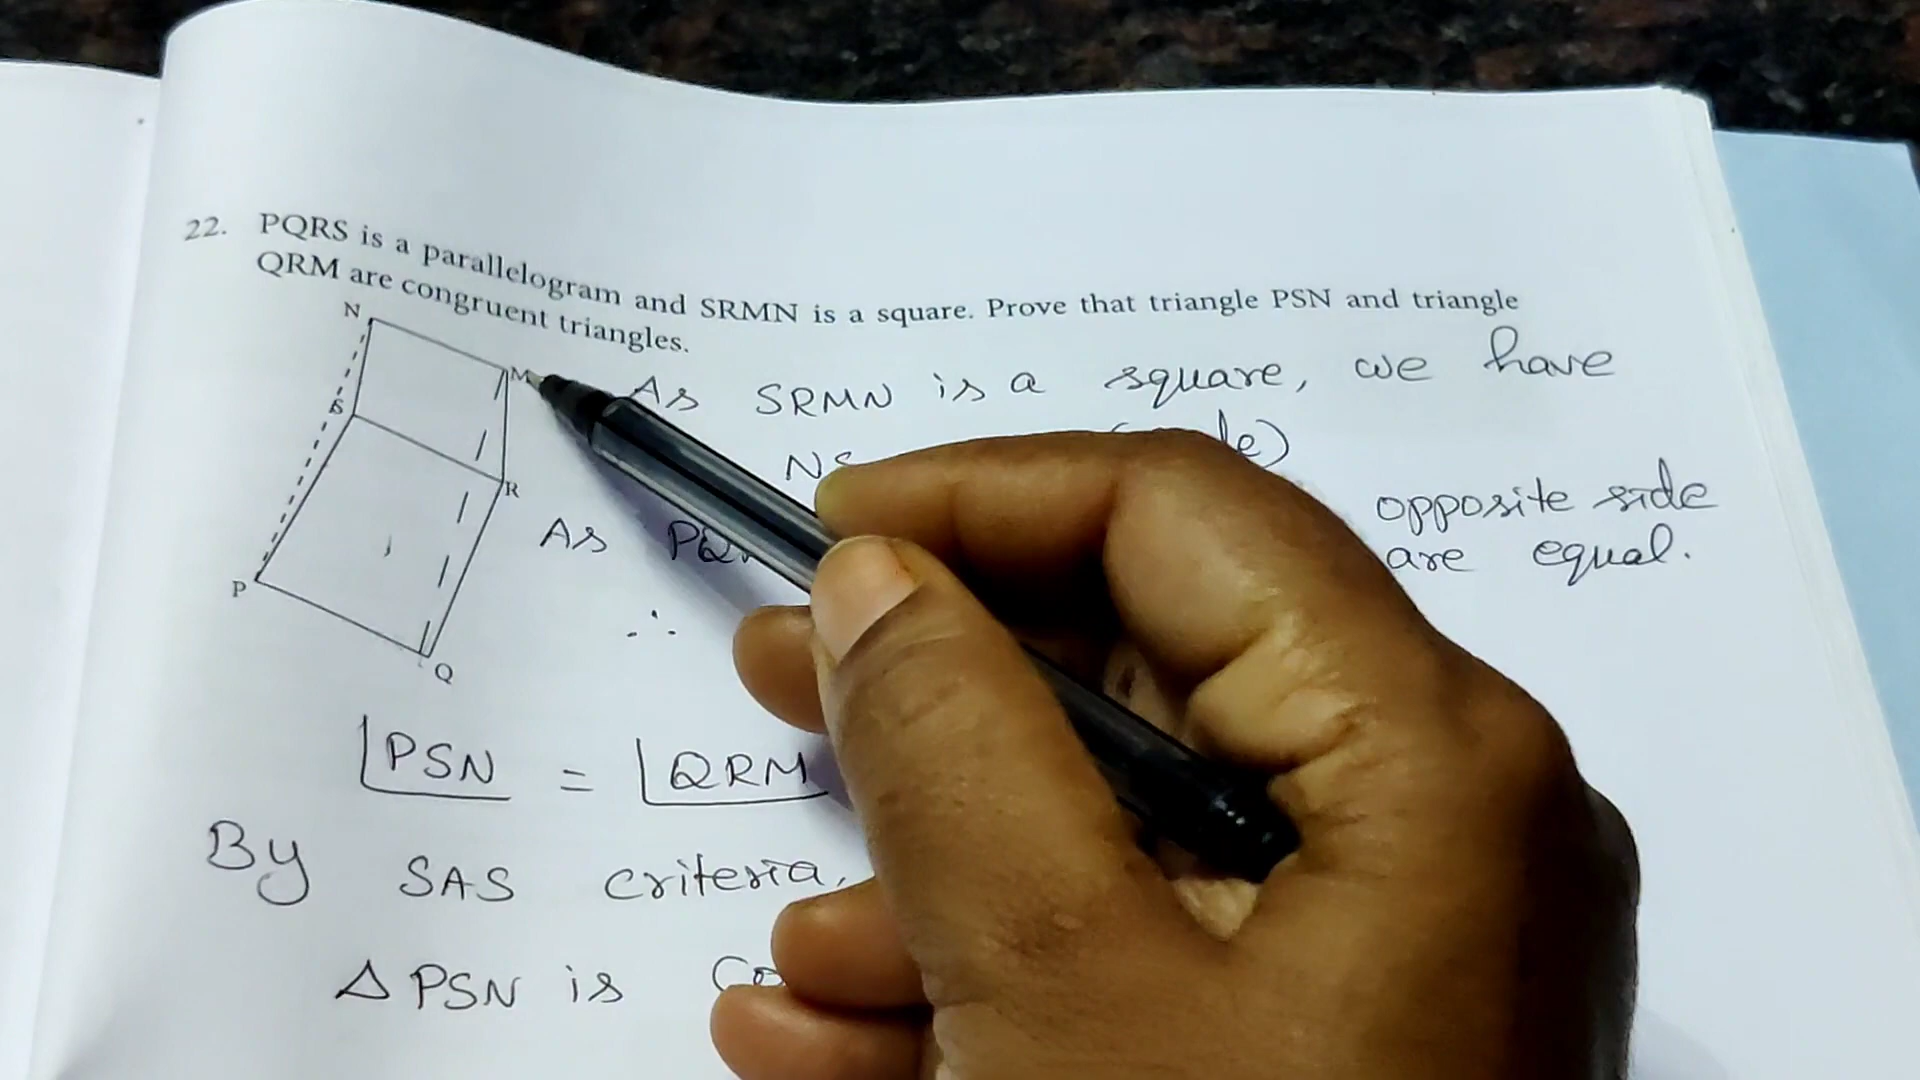 22. PQRS is a parallelogram and SRMN is a square. Prove that triangle PSN and triangle
QRM are congruent triangles.
N
M
S
R
P
Q
As SRMN is a square, we have
NS
As
opposite side
are equal.
∴
∠PSN = ∠QRM
By SAS criteria,
Δ PSN is